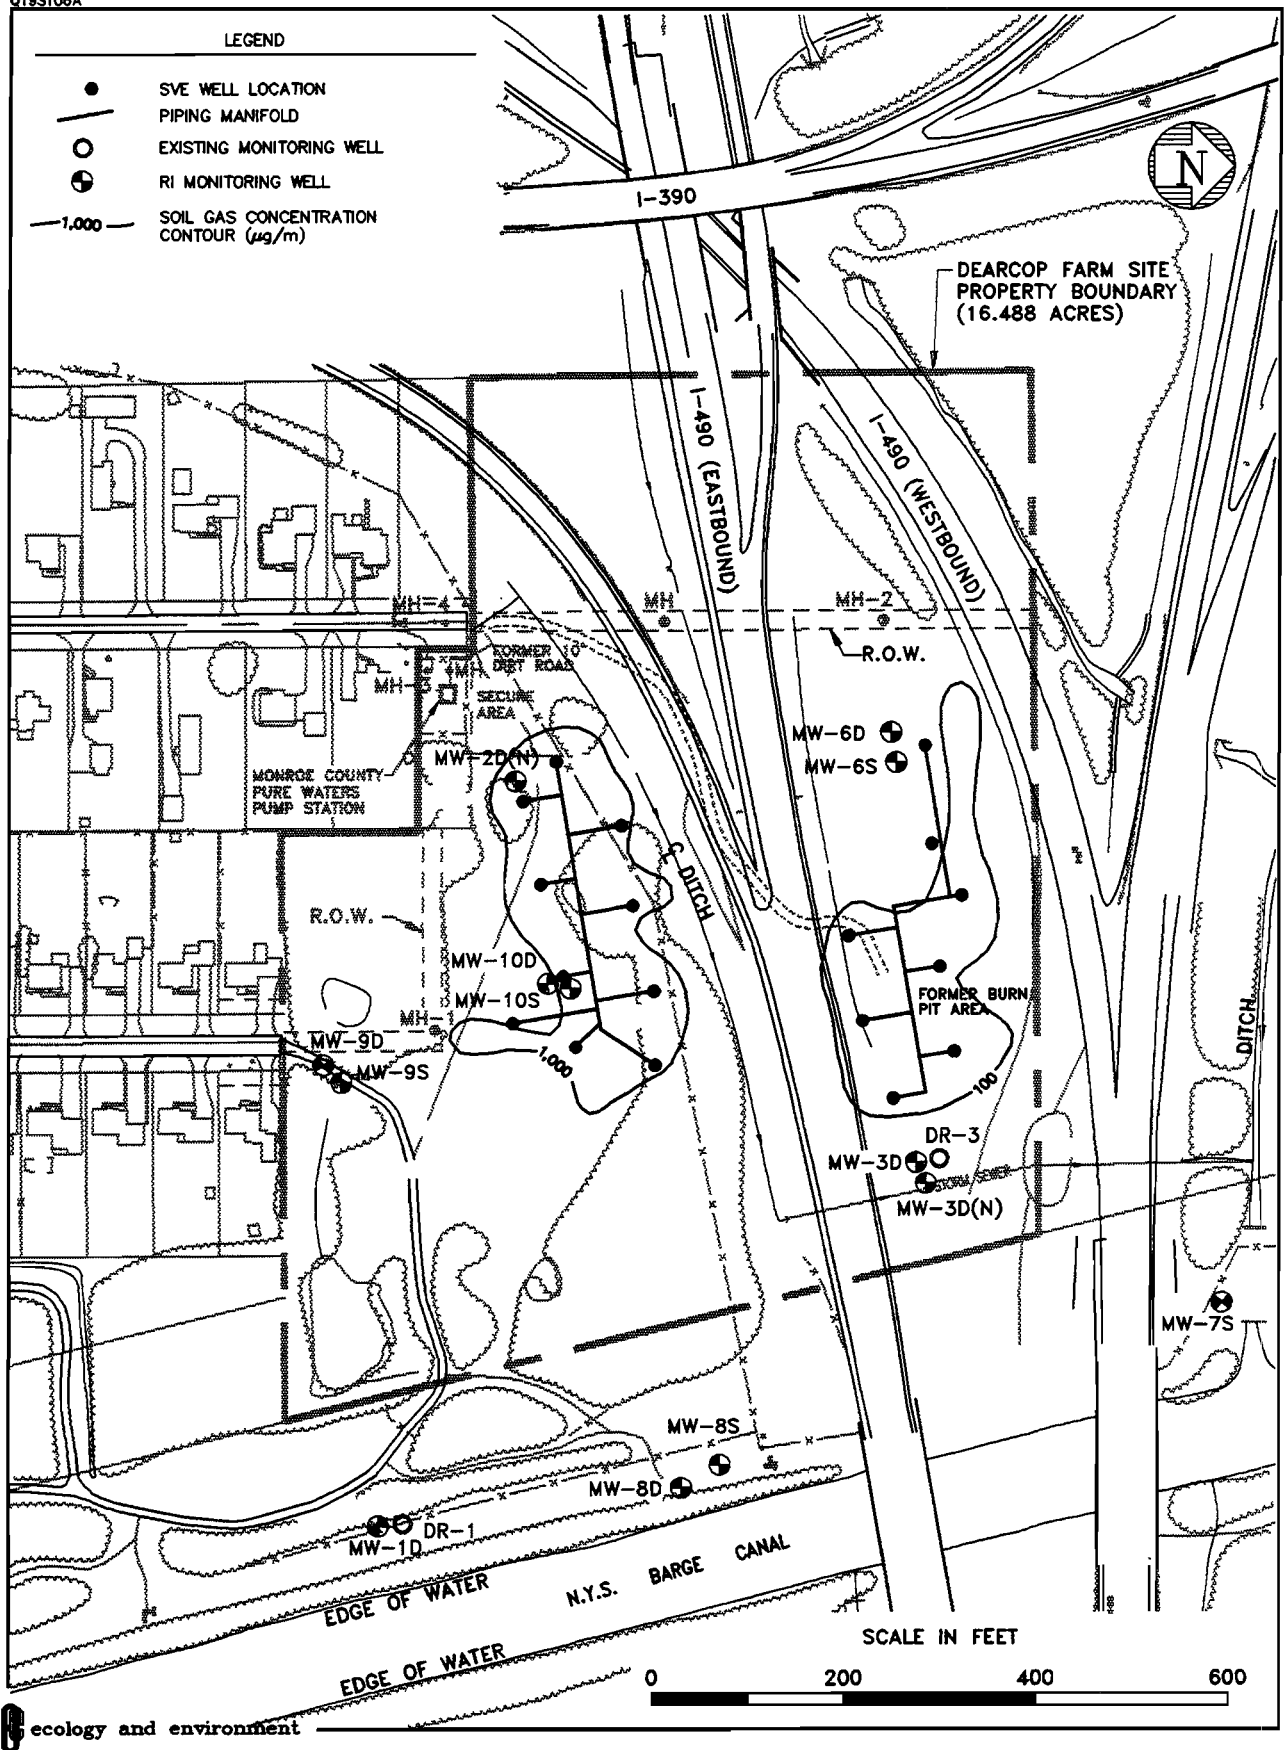 Q195108A
LEGEND
SVE WELL LOCATION
PIPING MANIFOLD
EXISTING MONITORING WELL
RI MONITORING WELL
1,000
SOIL GAS CONCENTRATION
CONTOUR (µg/m)
I-390
N
DEARCOP FARM SITE
PROPERTY BOUNDARY
(16.488 ACRES)
I-490 (EASTBOUND)
I-490 (WESTBOUND)
MH-4
MH
MH-2
R.O.W.
FORMER 10'
DIRT ROAD
MH
MH-3
SECURE
AREA
MW-6D
MW-6S
MW-2D(N)
MONROE COUNTY
PURE WATERS
PUMP STATION
℄ DITCH
R.O.W.
MW-10D
MW-10S
FORMER BURN
PIT AREA
DITCH
MH-1
MW-9D
MW-9S
1,000
100
DR-3
MW-3D
STORM SEWER
MW-3D(N)
MW-7S
MW-8S
MW-8D
DR-1
MW-1D
EDGE OF WATER
N.Y.S. BARGE CANAL
EDGE OF WATER
SCALE IN FEET
0 200 400 600
ecology and environment